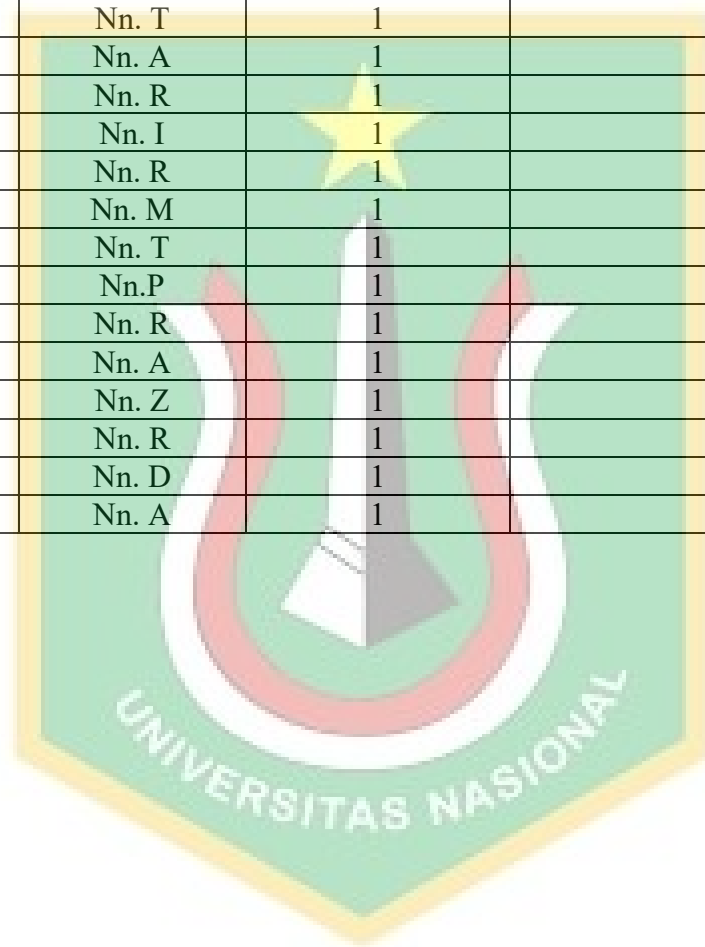 Nn. T 1
Nn. A 1
Nn. R 1
Nn. I 1
Nn. R 1
Nn. M 1
Nn. T 1
Nn.P 1
Nn. R 1
Nn. A 1
Nn. Z 1
Nn. R 1
Nn. D 1
Nn. A 1
UNIVERSITAS NASIONAL